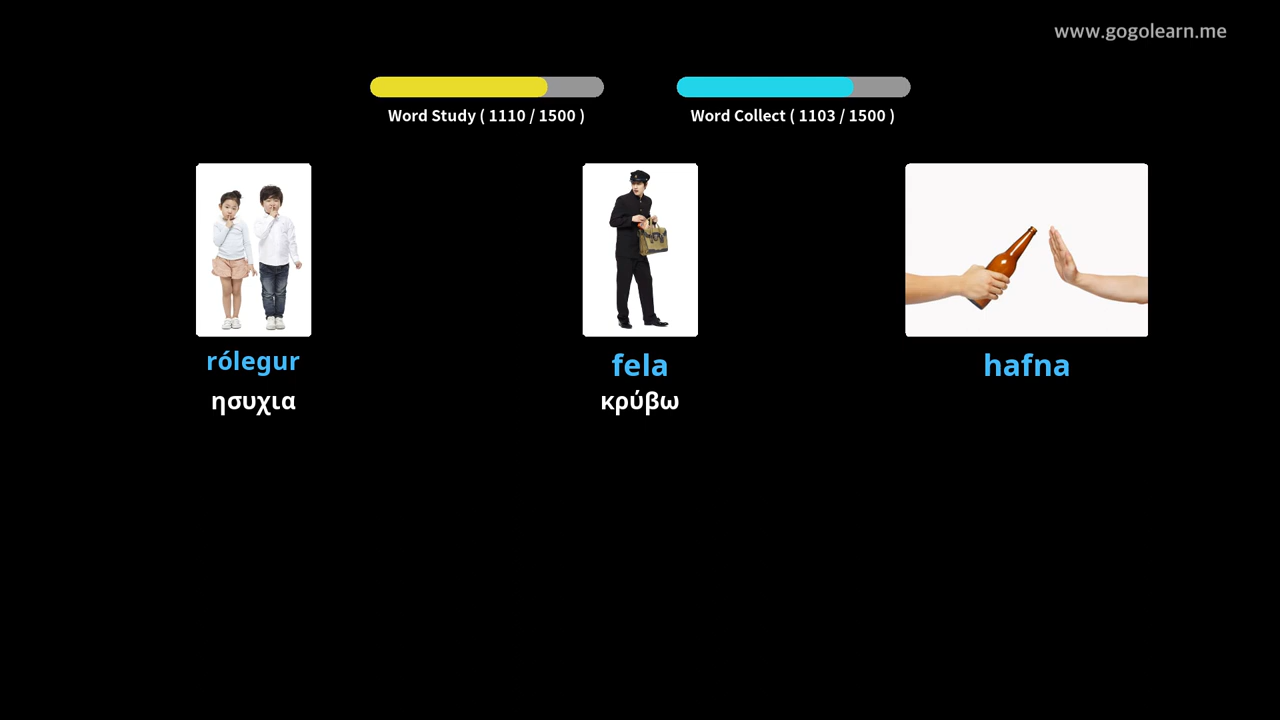 www.gogolearn.me
Word Study ( 1110 / 1500 )
Word Collect ( 1103 / 1500 )
rólegur
ησυχια
fela
κρύβω
hafna